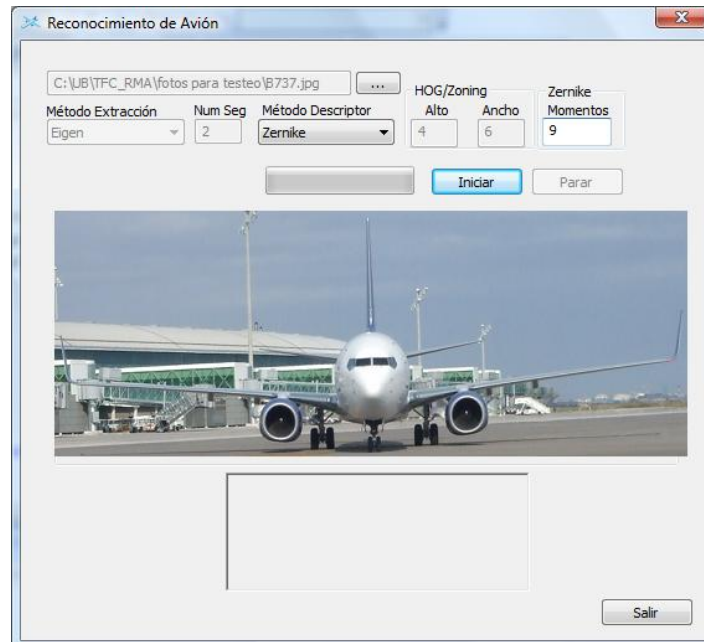 Reconocimiento de Avión
C:\UB\TFC_RMA\fotos para testeo\B737.jpg ...
HOG/Zoning Zernike
Método Extracción Num Seg Método Descriptor Alto Ancho Momentos
Eigen 2 Zernike 4 6 9
Iniciar Parar
Salir